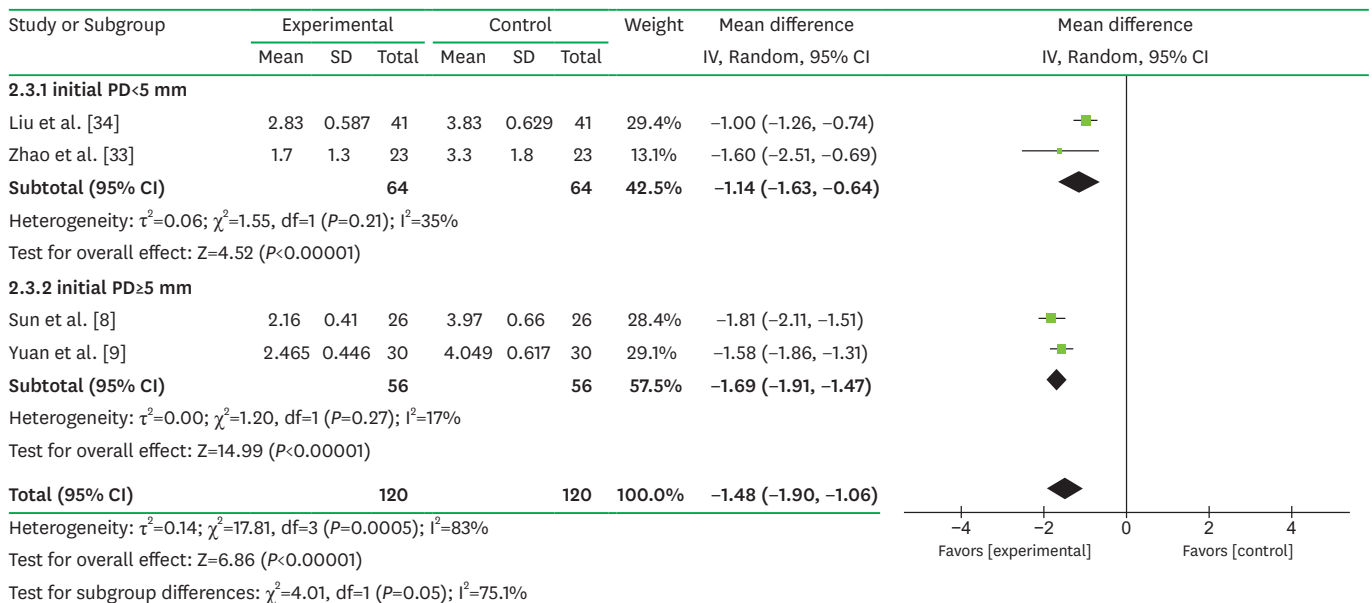 Study or Subgroup Experimental Control Weight Mean difference Mean difference
Mean SD Total Mean SD Total IV, Random, 95% CI IV, Random, 95% CI
2.3.1 initial PD<5 mm
Liu et al. [34] 2.83 0.587 41 3.83 0.629 41 29.4% −1.00 (−1.26, −0.74)
Zhao et al. [33] 1.7 1.3 23 3.3 1.8 23 13.1% −1.60 (−2.51, −0.69)
Subtotal (95% CI) 64 64 42.5% −1.14 (−1.63, −0.64)
Heterogeneity: τ²=0.06; χ²=1.55, df=1 (P=0.21); I²=35%
Test for overall effect: Z=4.52 (P<0.00001)
2.3.2 initial PD≥5 mm
Sun et al. [8] 2.16 0.41 26 3.97 0.66 26 28.4% −1.81 (−2.11, −1.51)
Yuan et al. [9] 2.465 0.446 30 4.049 0.617 30 29.1% −1.58 (−1.86, −1.31)
Subtotal (95% CI) 56 56 57.5% −1.69 (−1.91, −1.47)
Heterogeneity: τ²=0.00; χ²=1.20, df=1 (P=0.27); I²=17%
Test for overall effect: Z=14.99 (P<0.00001)
Total (95% CI) 120 120 100.0% −1.48 (−1.90, −1.06)
Heterogeneity: τ²=0.14; χ²=17.81, df=3 (P=0.0005); I²=83%
−4 −2 0 2 4
Test for overall effect: Z=6.86 (P<0.00001)
Favors [experimental] Favors [control]
Test for subgroup differences: χ²=4.01, df=1 (P=0.05); I²=75.1%